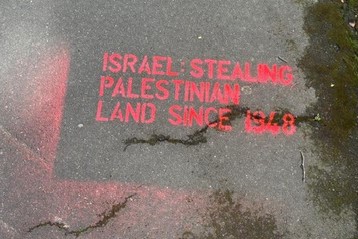 ISRAEL: STEALING
PALESTINIAN
LAND SINCE 1948